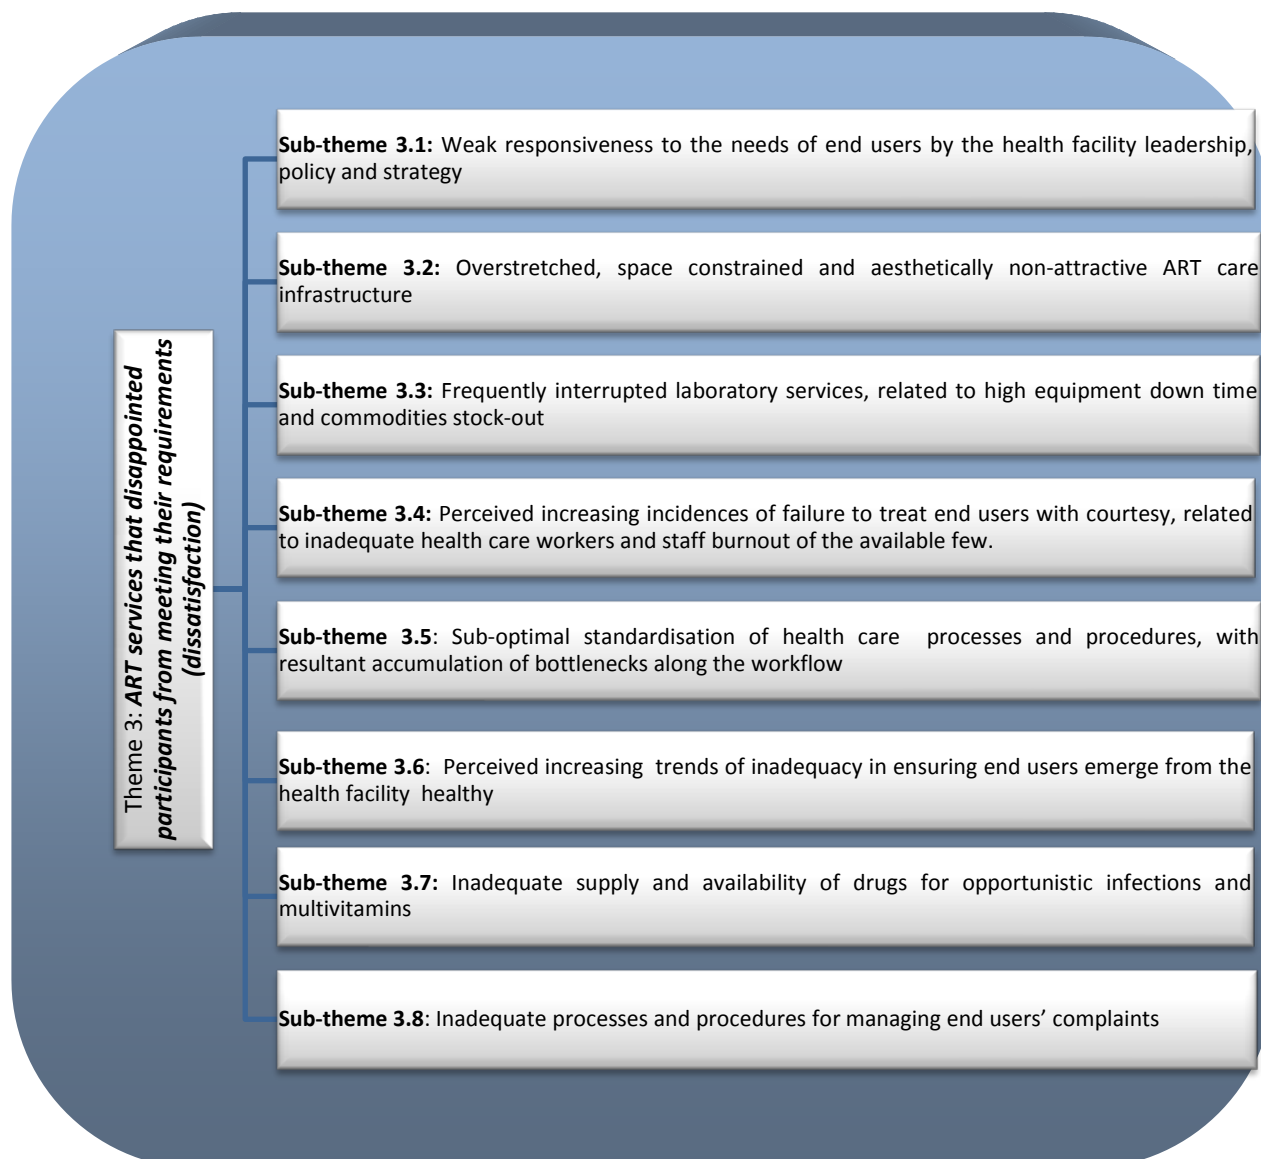 Theme 3: ART services that disappointed
participants from meeting their requirements
(dissatisfaction)
Sub-theme 3.1: Weak responsiveness to the needs of end users by the health facility leadership,
policy and strategy
Sub-theme 3.2: Overstretched, space constrained and aesthetically non-attractive ART care
infrastructure
Sub-theme 3.3: Frequently interrupted laboratory services, related to high equipment down time
and commodities stock-out
Sub-theme 3.4: Perceived increasing incidences of failure to treat end users with courtesy, related
to inadequate health care workers and staff burnout of the available few.
Sub-theme 3.5: Sub-optimal standardisation of health care processes and procedures, with
resultant accumulation of bottlenecks along the workflow
Sub-theme 3.6: Perceived increasing trends of inadequacy in ensuring end users emerge from the
health facility healthy
Sub-theme 3.7: Inadequate supply and availability of drugs for opportunistic infections and
multivitamins
Sub-theme 3.8: Inadequate processes and procedures for managing end users’ complaints